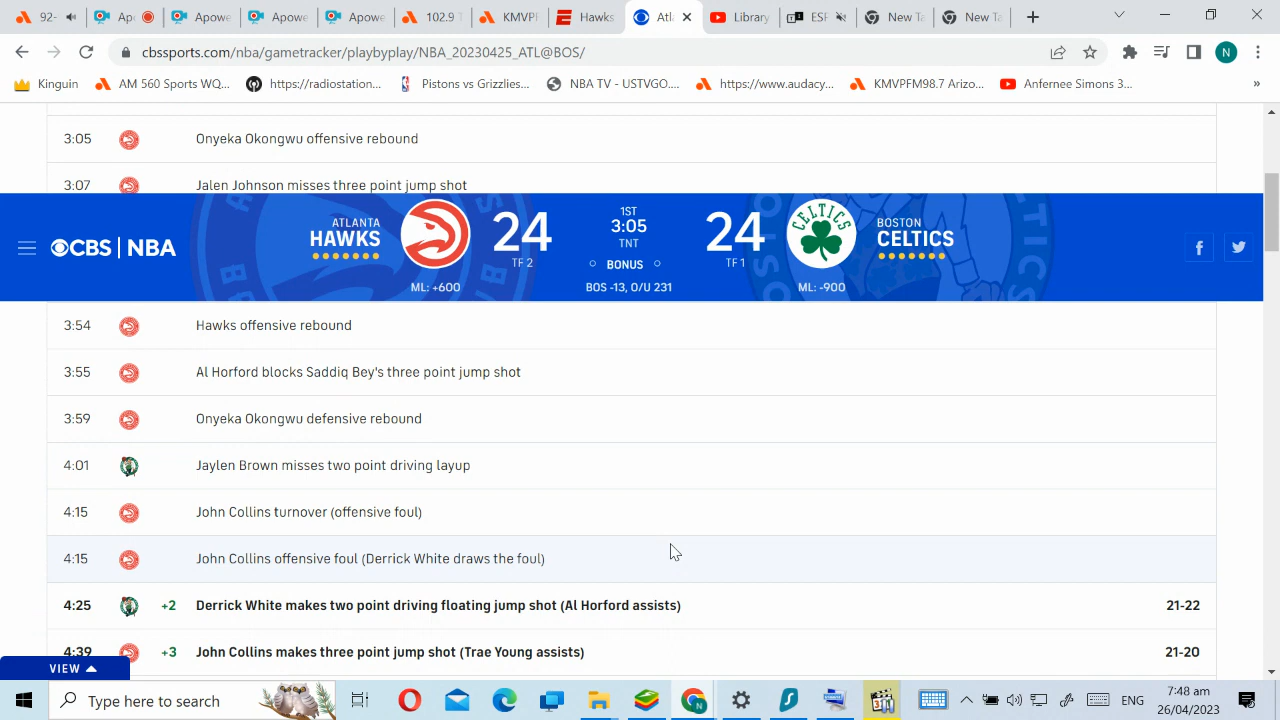 92-
Apo
Apowe
Apowe
Apowe
102.9 T
KMVPI
Hawks
Atla
Library
ESF
New Ta
New Ta
cbssports.com/nba/gametracker/playbyplay/NBA_20230425_ATL@BOS/
N
Kinguin
AM 560 Sports WQ...
https://radiostation...
Pistons vs Grizzlies...
NBA TV - USTVGO....
https://www.audacy...
KMVPFM98.7 Arizo...
Anfernee Simons 3...
»
3:05 Onyeka Okongwu offensive rebound
3:07 Jalen Johnson misses three point jump shot
CBS | NBA
ATLANTA
HAWKS
24
TF 2
ML: +600
1ST
3:05
TNT
BONUS
BOS -13, O/U 231
24
TF 1
CELTICS
BOSTON
CELTICS
ML: -900
3:54 Hawks offensive rebound
3:55 Al Horford blocks Saddiq Bey's three point jump shot
3:59 Onyeka Okongwu defensive rebound
4:01 Jaylen Brown misses two point driving layup
4:15 John Collins turnover (offensive foul)
4:15 John Collins offensive foul (Derrick White draws the foul)
4:25 +2 Derrick White makes two point driving floating jump shot (Al Horford assists) 21-22
4:39 +3 John Collins makes three point jump shot (Trae Young assists) 21-20
VIEW
Type here to search
ENG
7:48 am
26/04/2023